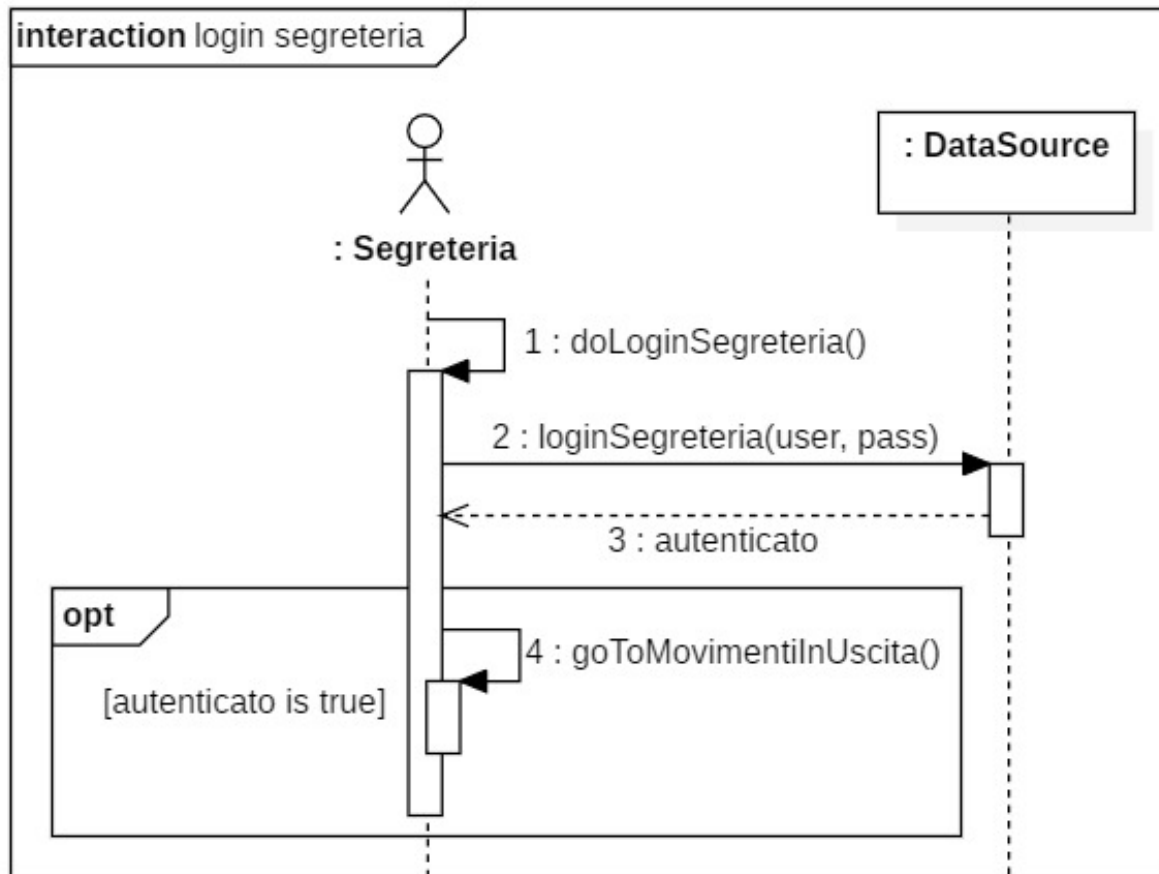 interaction login segreteria
: DataSource
: Segreteria
1 : doLoginSegreteria()
2 : loginSegreteria(user, pass)
3 : autenticato
opt
4 : goToMovimentiInUscita()
[autenticato is true]